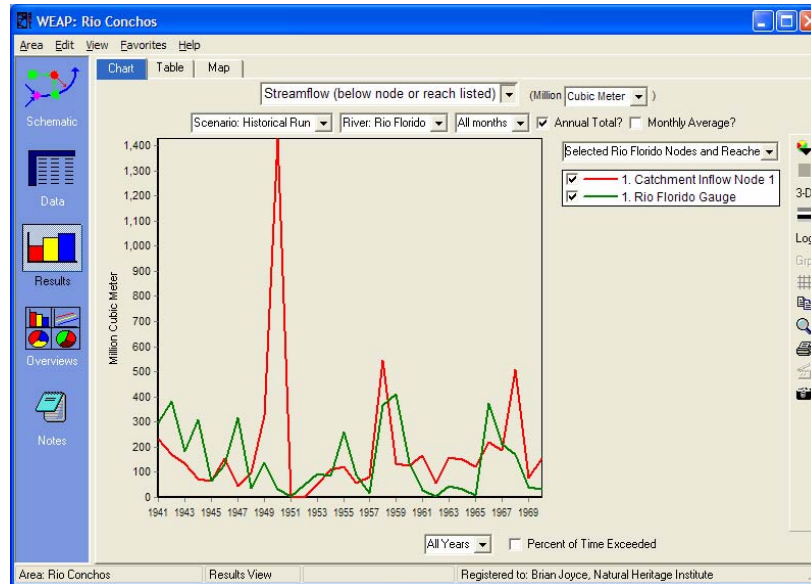 WEAP: Rio Conchos
Area Edit View Favorites Help
Chart Table Map
Streamflow (below node or reach listed) (Million Cubic Meter )
Scenario: Historical Run River: Rio Florido All months Annual Total? Monthly Average?
Schematic
Data
Results
Overviews
Notes
Selected Rio Florido Nodes and Reache
1. Catchment Inflow Node 1
1. Rio Florido Gauge
3-D
Log
Grp
Million Cubic Meter
1,400
1,300
1,200
1,100
1,000
900
800
700
600
500
400
300
200
100
0
1941 1943 1945 1947 1949 1951 1953 1955 1957 1959 1961 1963 1965 1967 1969
All Years Percent of Time Exceeded
Area: Rio Conchos Results View Registered to: Brian Joyce, Natural Heritage Institute